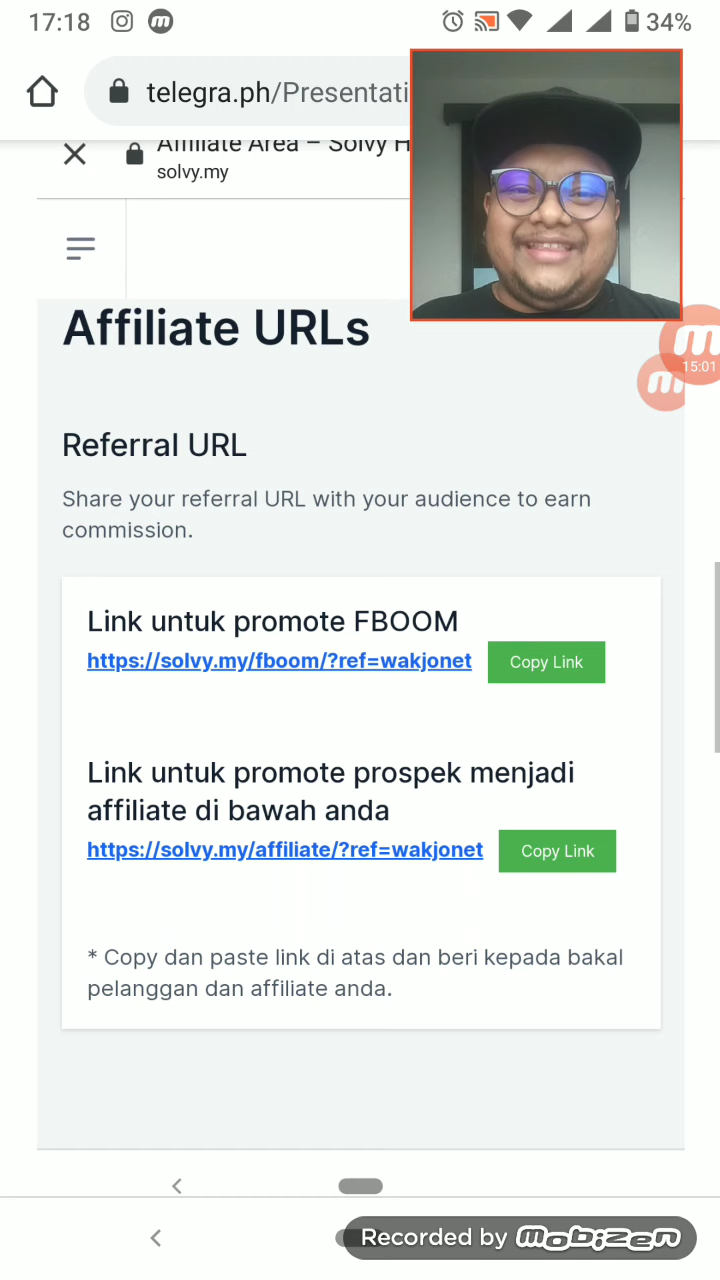 17:18
34%
telegra.ph/Presentati
Affiliate Area – Solvy H
solvy.my
15:01
Affiliate URLs
Referral URL
Share your referral URL with your audience to earn
commission.
Link untuk promote FBOOM
https://solvy.my/fboom/?ref=wakjonet
Copy Link
Link untuk promote prospek menjadi
affiliate di bawah anda
https://solvy.my/affiliate/?ref=wakjonet
Copy Link
* Copy dan paste link di atas dan beri kepada bakal
pelanggan dan affiliate anda.
Recorded by mobizen